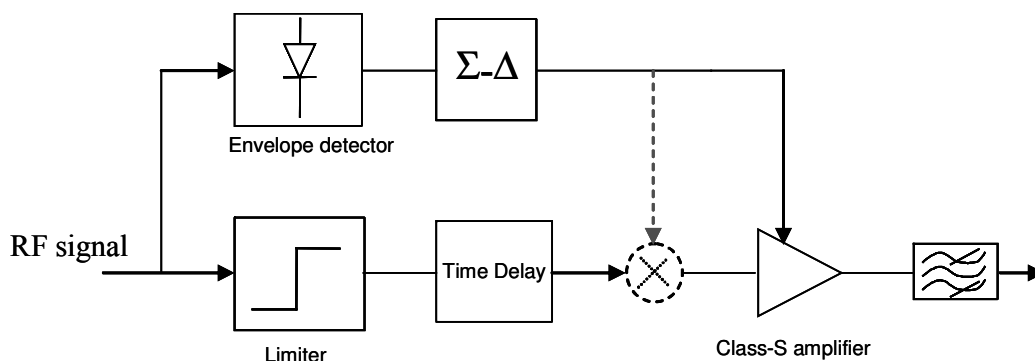 Σ-Δ
Envelope detector
RF signal
Time Delay
Limiter
Class-S amplifier